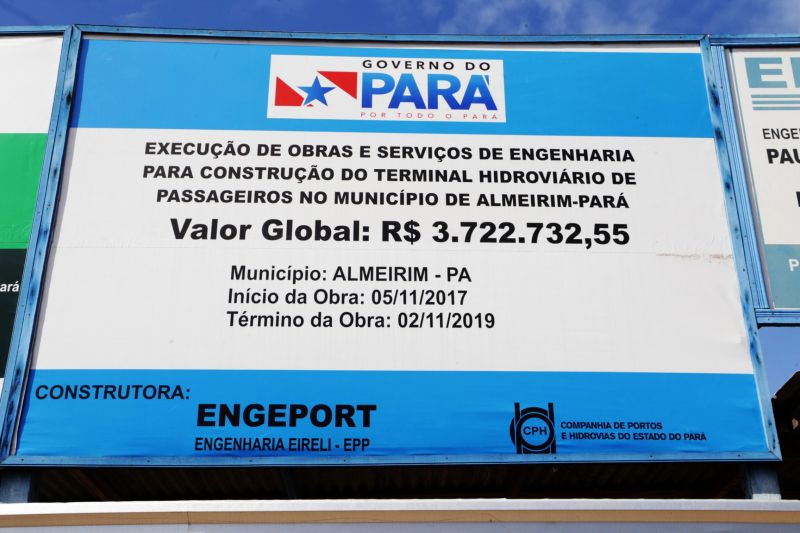 GOVERNO DO
PARÁ
POR TODO O PARÁ
EXECUÇÃO DE OBRAS E SERVIÇOS DE ENGENHARIA
PARA CONSTRUÇÃO DO TERMINAL HIDROVIÁRIO DE
PASSAGEIROS NO MUNICÍPIO DE ALMEIRIM-PARÁ
Valor Global: R$ 3.722.732,55
Município: ALMEIRIM - PA
Início da Obra: 05/11/2017
Término da Obra: 02/11/2019
CONSTRUTORA:
ENGEPORT
ENGENHARIA EIRELI - EPP
CPH
COMPANHIA DE PORTOS
E HIDROVIAS DO ESTADO DO PARÁ